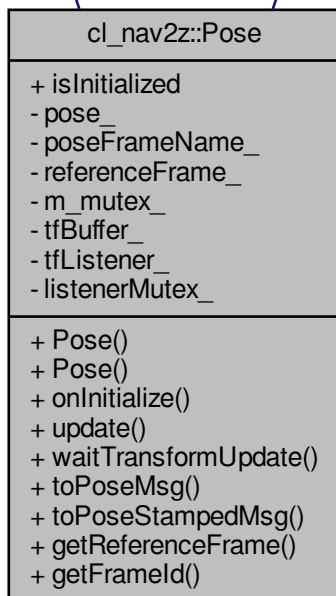 cl_nav2z::Pose
+ isInitialized
- pose_
- poseFrameName_
- referenceFrame_
- m_mutex_
- tfBuffer_
- tfListener_
- listenerMutex_
+ Pose()
+ Pose()
+ onInitialize()
+ update()
+ waitTransformUpdate()
+ toPoseMsg()
+ toPoseStampedMsg()
+ getReferenceFrame()
+ getFrameId()